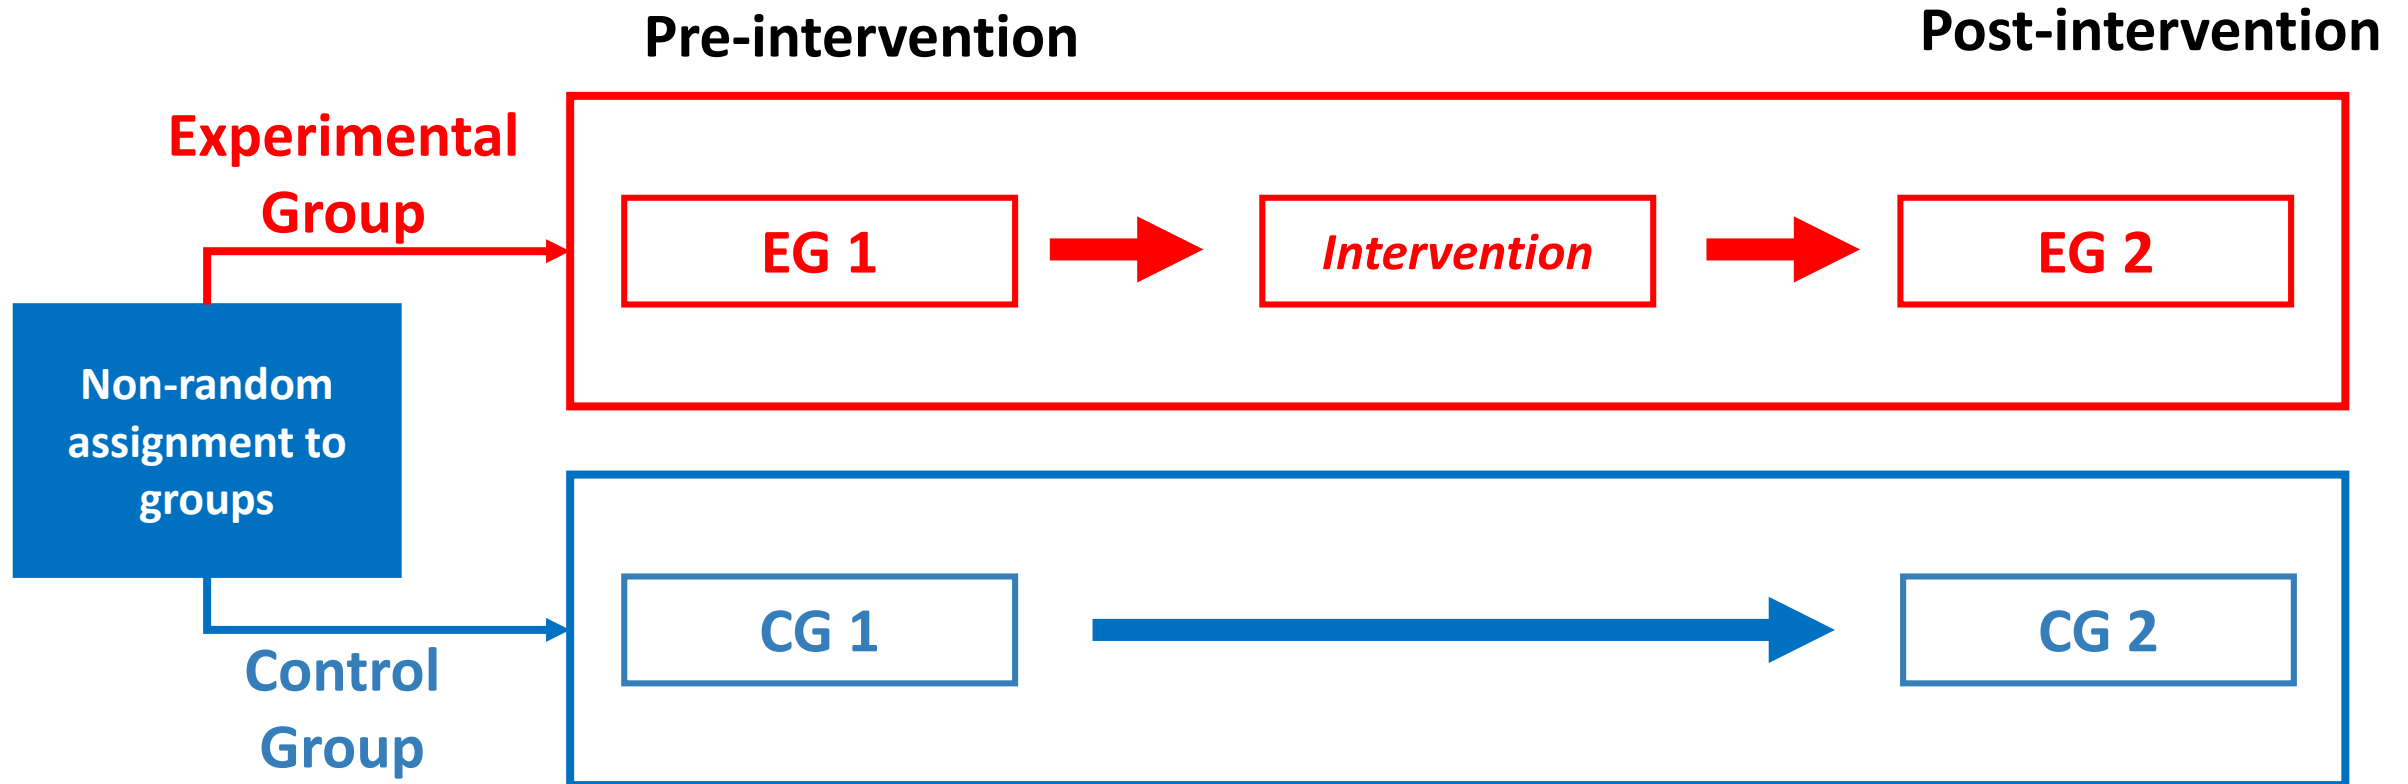 Pre-intervention
Post-intervention
Experimental
Group
EG 1
Intervention
EG 2
Non-random
assignment to
groups
CG 1
CG 2
Control
Group